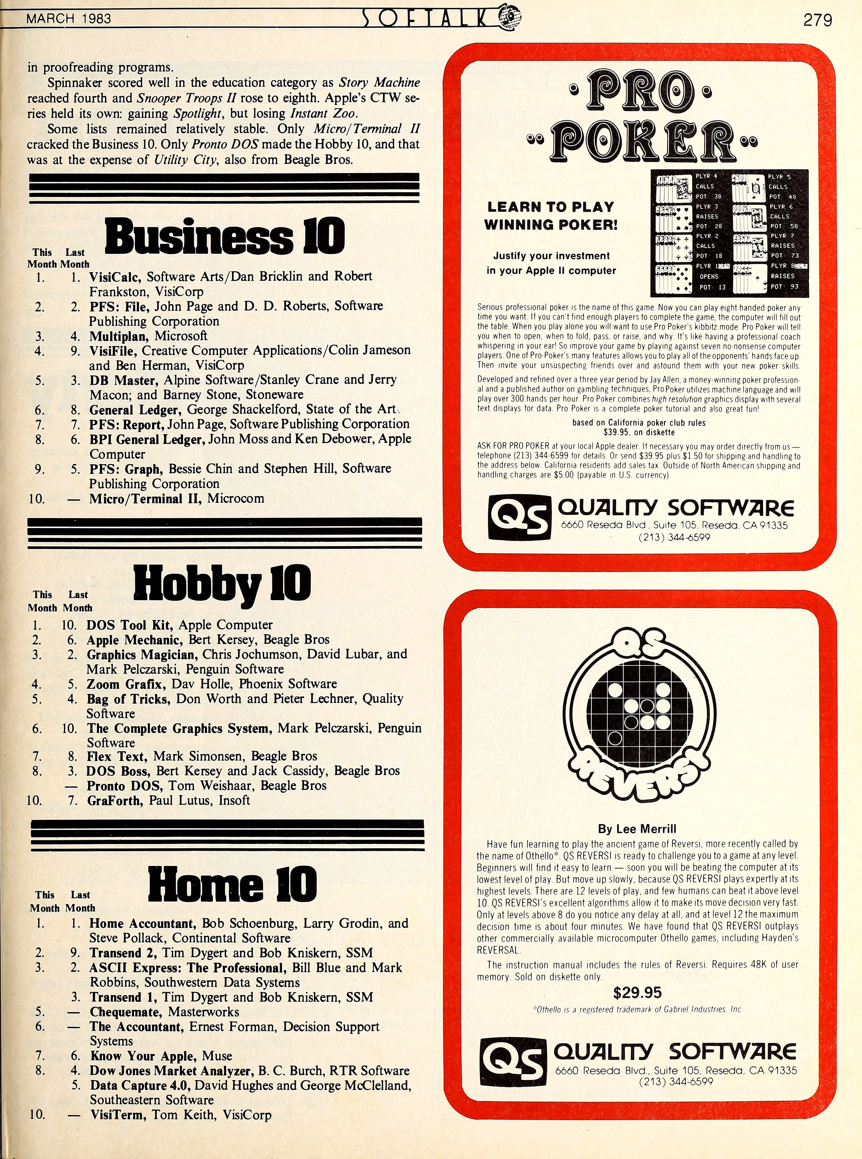 MARCH 1983
SOFTALK
279
in proofreading programs.
Spinnaker scored well in the education category as Story Machine
reached fourth and Snooper Troops II rose to eighth. Apple's CTW se-
ries held its own: gaining Spotlight, but losing Instant Zoo.
Some lists remained relatively stable. Only Micro/Terminal II
cracked the Business 10. Only Pronto DOS made the Hobby 10, and that
was at the expense of Utility City, also from Beagle Bros.
Business 10
This Last
Month Month
1. 1. VisiCalc, Software Arts/Dan Bricklin and Robert
Frankston, VisiCorp
2. 2. PFS: File, John Page and D. D. Roberts, Software
Publishing Corporation
3. 4. Multiplan, Microsoft
4. 9. VisiFile, Creative Computer Applications/Colin Jameson
and Ben Herman, VisiCorp
5. 3. DB Master, Alpine Software/Stanley Crane and Jerry
Macon; and Barney Stone, Stoneware
6. 8. General Ledger, George Shackelford, State of the Art
7. 7. PFS: Report, John Page, Software Publishing Corporation
8. 6. BPI General Ledger, John Moss and Ken Debower, Apple
Computer
9. 5. PFS: Graph, Bessie Chin and Stephen Hill, Software
Publishing Corporation
10. — Micro/Terminal II, Microcom
Hobby 10
This Last
Month Month
1. 10. DOS Tool Kit, Apple Computer
2. 6. Apple Mechanic, Bert Kersey, Beagle Bros
3. 2. Graphics Magician, Chris Jochumson, David Lubar, and
Mark Pelczarski, Penguin Software
4. 5. Zoom Grafix, Dav Holle, Phoenix Software
5. 4. Bag of Tricks, Don Worth and Pieter Lechner, Quality
Software
6. 10. The Complete Graphics System, Mark Pelczarski, Penguin
Software
7. 8. Flex Text, Mark Simonsen, Beagle Bros
8. 3. DOS Boss, Bert Kersey and Jack Cassidy, Beagle Bros
— Pronto DOS, Tom Weishaar, Beagle Bros
10. 7. GraForth, Paul Lutus, Insoft
Home 10
This Last
Month Month
1. 1. Home Accountant, Bob Schoenburg, Larry Grodin, and
Steve Pollack, Continental Software
2. 9. Transend 2, Tim Dygert and Bob Kniskern, SSM
3. 2. ASCII Express: The Professional, Bill Blue and Mark
Robbins, Southwestern Data Systems
3. Transend 1, Tim Dygert and Bob Kniskern, SSM
5. — Chequemate, Masterworks
6. — The Accountant, Ernest Forman, Decision Support
Systems
7. 6. Know Your Apple, Muse
8. 4. Dow Jones Market Analyzer, B. C. Burch, RTR Software
5. Data Capture 4.0, David Hughes and George McClelland,
Southeastern Software
10. — VisiTerm, Tom Keith, VisiCorp
PRO
POKER
LEARN TO PLAY
WINNING POKER!
Justify your investment
in your Apple II computer
PLYR 4
CALLS
POT 38
PLYR 3
RAISES
POT 28
PLYR 2
CALLS
POT 18
PLYR 1
OPENS
POT 13
PLYR 5
CALLS
POT 48
PLYR 6
CALLS
POT 58
PLYR 7
RAISES
POT 73
PLYR 8
RAISES
POT 93
Serious professional poker is the name of this game. Now you can play eight handed poker any
time you want. If you can't find enough players to complete the game, the computer will fill out
the table. When you play alone you will want to use Pro Poker's kibbitz mode. Pro Poker will tell
you when to open, when to fold, pass, or raise, and why. It's like having a professional coach
whispering in your ear! So improve your game by playing against seven no-nonsense computer
players. One of Pro-Poker's many features allows you to play all of the opponents' hands face up.
Then invite your unsuspecting friends over and astound them with your new poker skills.
Developed and refined over a three year period by Jay Allen, a money-winning poker profession-
al and a published author on gambling techniques, Pro Poker utilizes machine language and will
play over 300 hands per hour. Pro Poker combines high resolution graphics display with several
text displays for data. Pro Poker is a complete poker tutorial and also great fun!
based on California poker club rules
$39.95, on diskette
ASK FOR PRO POKER at your local Apple dealer. If necessary you may order directly from us —
telephone (213) 344-6599 for details. Or send $39.95 plus $1.50 for shipping and handling to
the address below. California residents add sales tax. Outside of North American shipping and
handling charges are $5.00 (payable in U.S. currency).
QS QUALITY SOFTWARE
6660 Reseda Blvd., Suite 105, Reseda, CA 91335
(213) 344-6599
QS
REVERSI
By Lee Merrill
Have fun learning to play the ancient game of Reversi, more recently called by
the name of Othello*. QS REVERSI is ready to challenge you to a game at any level.
Beginners will find it easy to learn — soon you will be beating the computer at its
lowest level of play. But move up slowly, because QS REVERSI plays expertly at its
highest levels. There are 12 levels of play, and few humans can beat it above level
10. QS REVERSI's excellent algorithms allow it to make its move decision very fast.
Only at levels above 8 do you notice any delay at all, and at level 12 the maximum
decision time is about four minutes. We have found that QS REVERSI outplays
other commercially available microcomputer Othello games, including Hayden's
REVERSAL.
The instruction manual includes the rules of Reversi. Requires 48K of user
memory. Sold on diskette only.
$29.95
*Othello is a registered trademark of Gabriel Industries, Inc.
QS QUALITY SOFTWARE
6660 Reseda Blvd., Suite 105, Reseda, CA 91335
(213) 344-6599